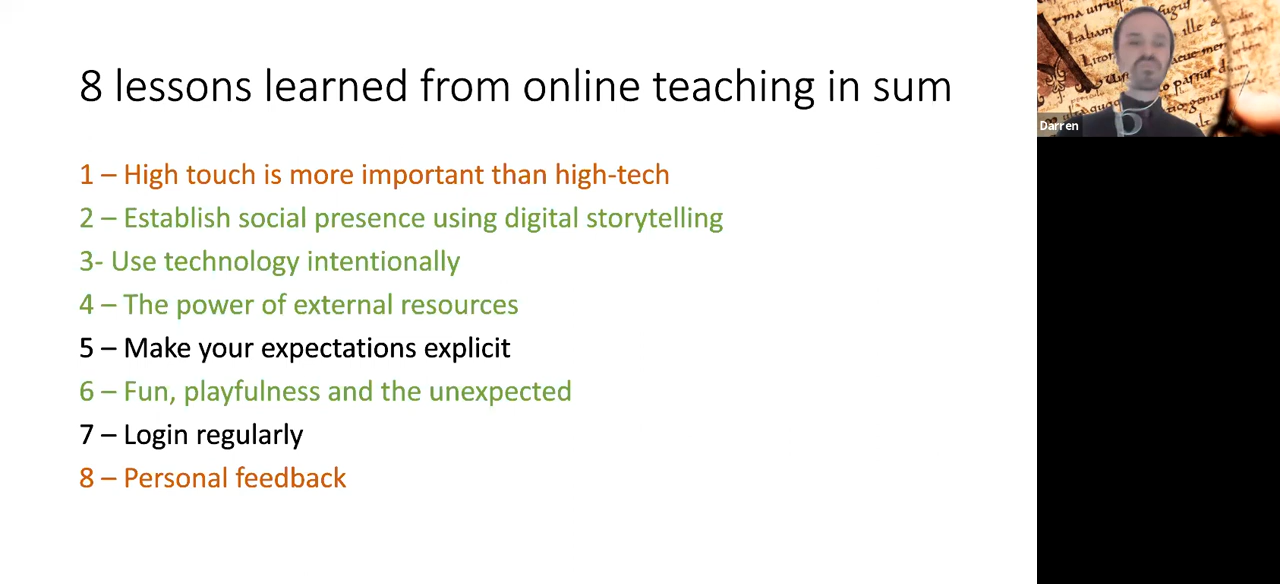 8 lessons learned from online teaching in sum
1 – High touch is more important than high-tech
2 – Establish social presence using digital storytelling
3- Use technology intentionally
4 – The power of external resources
5 – Make your expectations explicit
6 – Fun, playfulness and the unexpected
7 – Login regularly
8 – Personal feedback
Darren